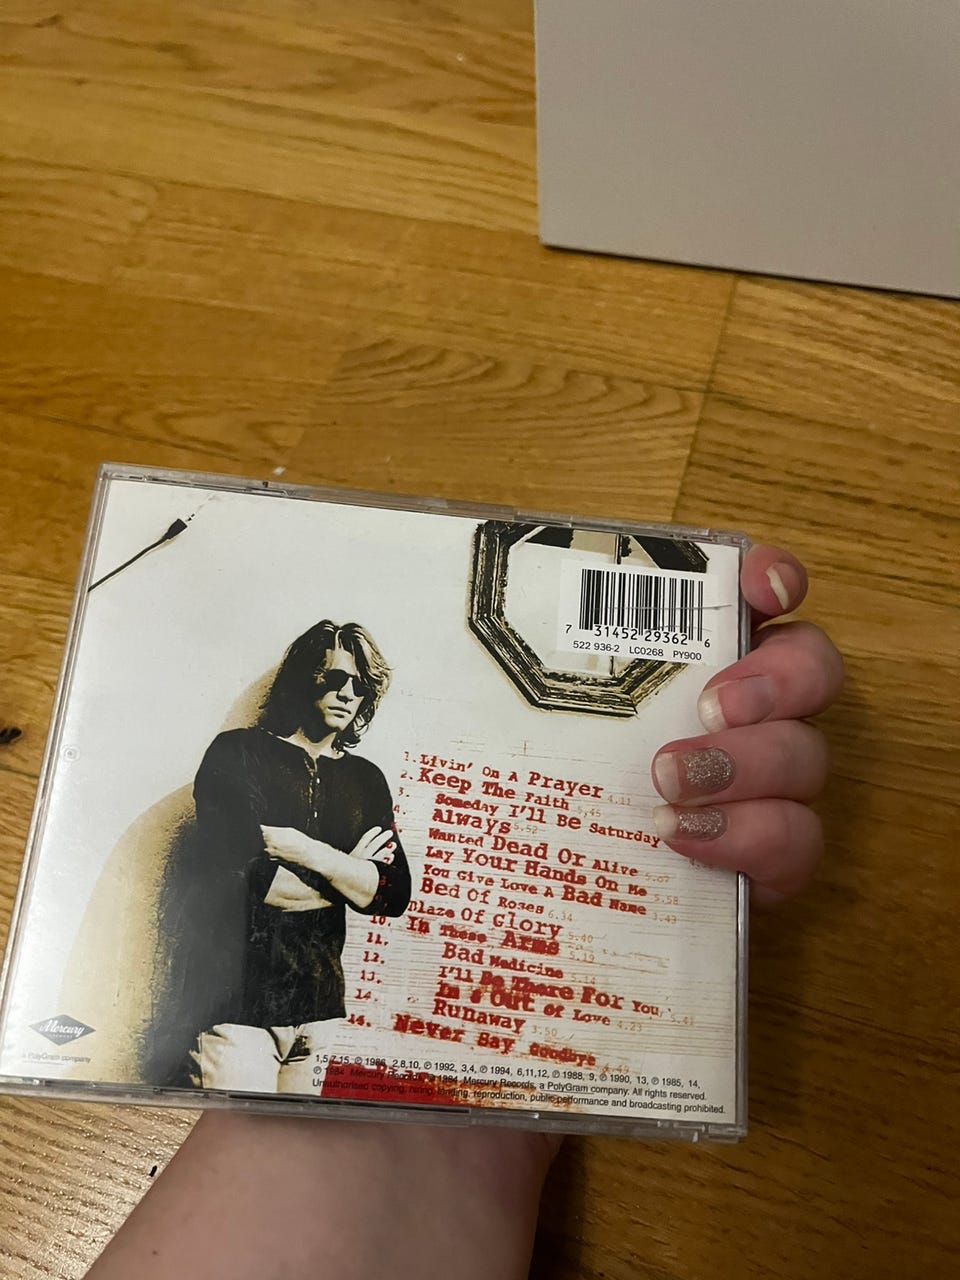 7 31452 29362 6
522 936-2 LC0268 PY900
1. Livin' On A Prayer 4.11
2. Keep The Faith 5,45
3. Someday I'll Be Saturday
4. Always 5.52
Wanted Dead Or Alive 5.07
Lay Your Hands On Me 5.58
You Give Love A Bad Name 3.43
Bed Of Roses 6.34
Blaze Of Glory 5.40
10. In These Arms 5.19
11. Bad Medicine 5.14
12. I'll Be There For You, 5.41
13. In & Out Of Love 4.23
14. Runaway 3.50
14. Never Say Goodbye 4.49
Mercury
a PolyGram company
1,5,7,15, ℗ 1986, 2,8,10, ℗ 1992, 3,4, ℗ 1994, 6,11,12, ℗ 1988, 9, ℗ 1990, 13, ℗ 1985, 14,
℗ 1984 Mercury Records, 1994 Mercury Records, a PolyGram company. All rights reserved.
Unauthorised copying, hiring, lending, reproduction, public performance and broadcasting prohibited.